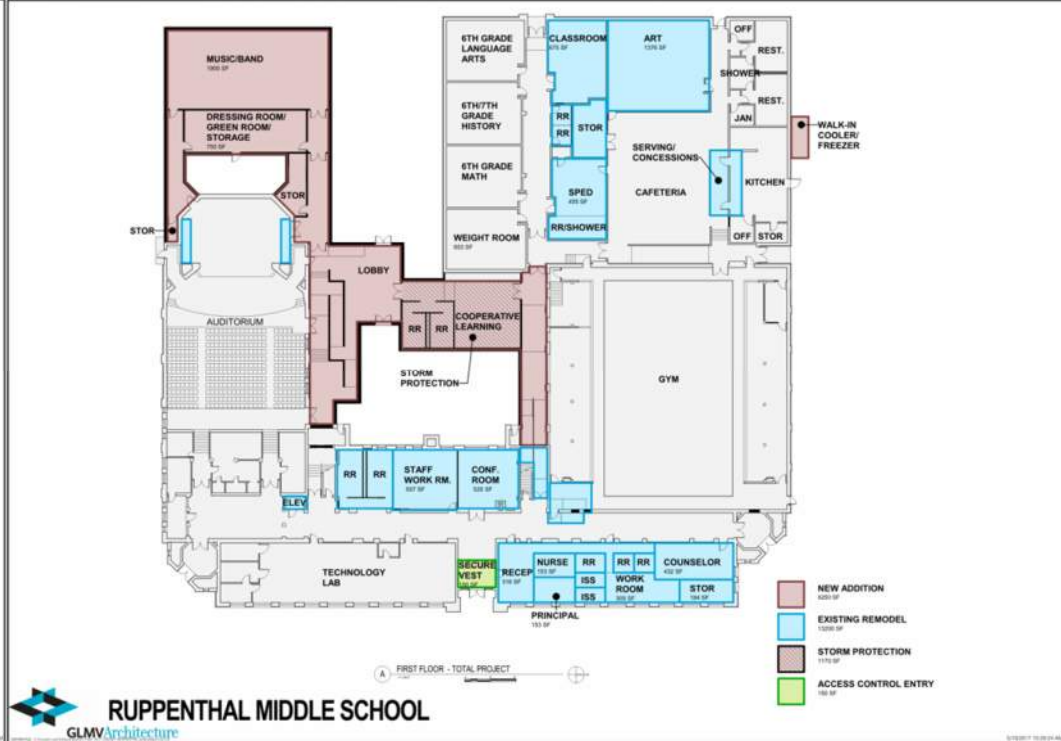 6TH GRADE
LANGUAGE
ARTS
CLASSROOM
ART
1376 SF
OFF
REST.
SHOWER
REST.
JAN
MUSIC/BAND
DRESSING ROOM/
GREEN ROOM/
STORAGE
6TH/7TH
GRADE
HISTORY
RR
RR
STOR
WALK-IN
COOLER/
FREEZER
SERVING/
CONCESSIONS
6TH GRADE
MATH
SPED
CAFETERIA
KITCHEN
STOR
STOR
WEIGHT ROOM
RR/SHOWER
OFF
STOR
LOBBY
COOPERATIVE
LEARNING
RR
RR
AUDITORIUM
STORM
PROTECTION
GYM
RR
RR
STAFF
WORK RM.
CONF.
ROOM
ELEV
TECHNOLOGY
LAB
SECURE
VEST
RECEP
NURSE
RR
ISS
ISS
RR
RR
WORK
ROOM
COUNSELOR
STOR
PRINCIPAL
NEW ADDITION
EXISTING REMODEL
STORM PROTECTION
ACCESS CONTROL ENTRY
A
FIRST FLOOR - TOTAL PROJECT
RUPPENTHAL MIDDLE SCHOOL
GLMVArchitecture